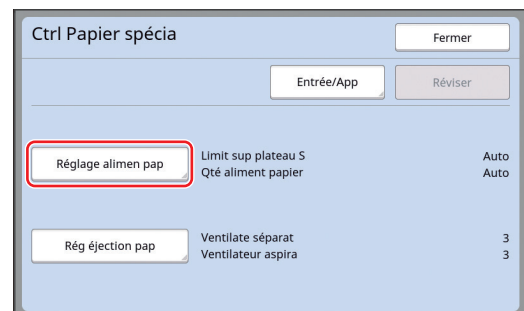 Ctrl Papier spécia
Fermer
Entrée/App
Réviser
Réglage alimen pap
Limit sup plateau S Auto
Qté aliment papier Auto
Rég éjection pap
Ventilate séparat 3
Ventilateur aspira 3